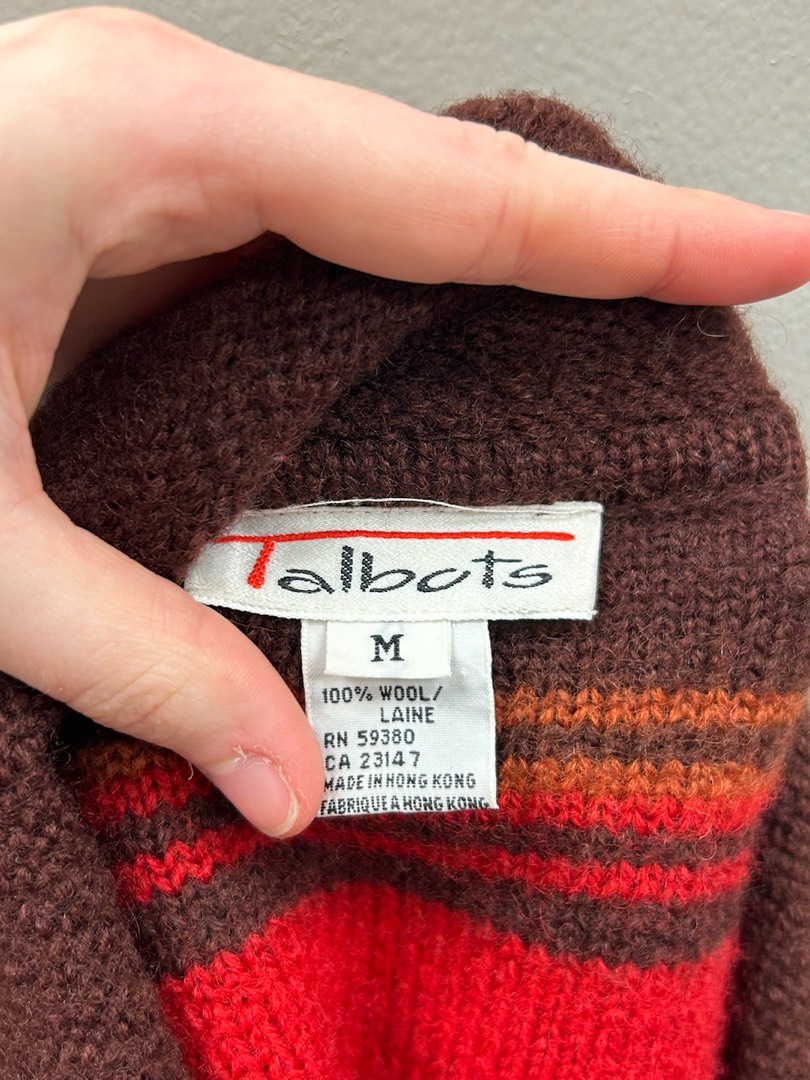 Talbots
M
100% WOOL/
LAINE
RN 59380
CA 23147
MADE IN HONG KONG
FABRIQUE A HONG KONG